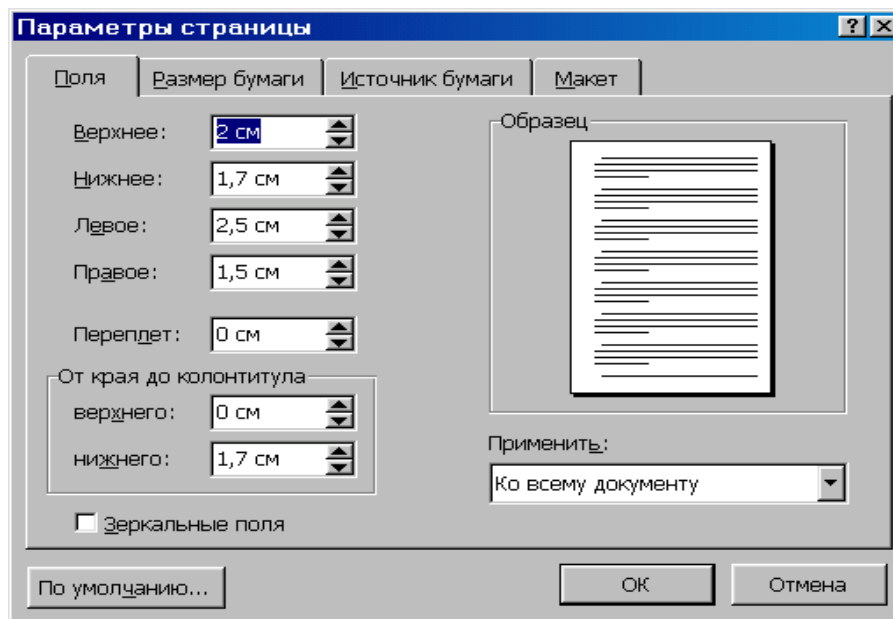 Параметры страницы
Поля Размер бумаги Источник бумаги Макет
Верхнее: 2 см
Нижнее: 1,7 см
Левое: 2,5 см
Правое: 1,5 см
Переплет: 0 см
От края до колонтитула
верхнего: 0 см
нижнего: 1,7 см
Зеркальные поля
Образец
Применить:
Ко всему документу
По умолчанию... ОК Отмена